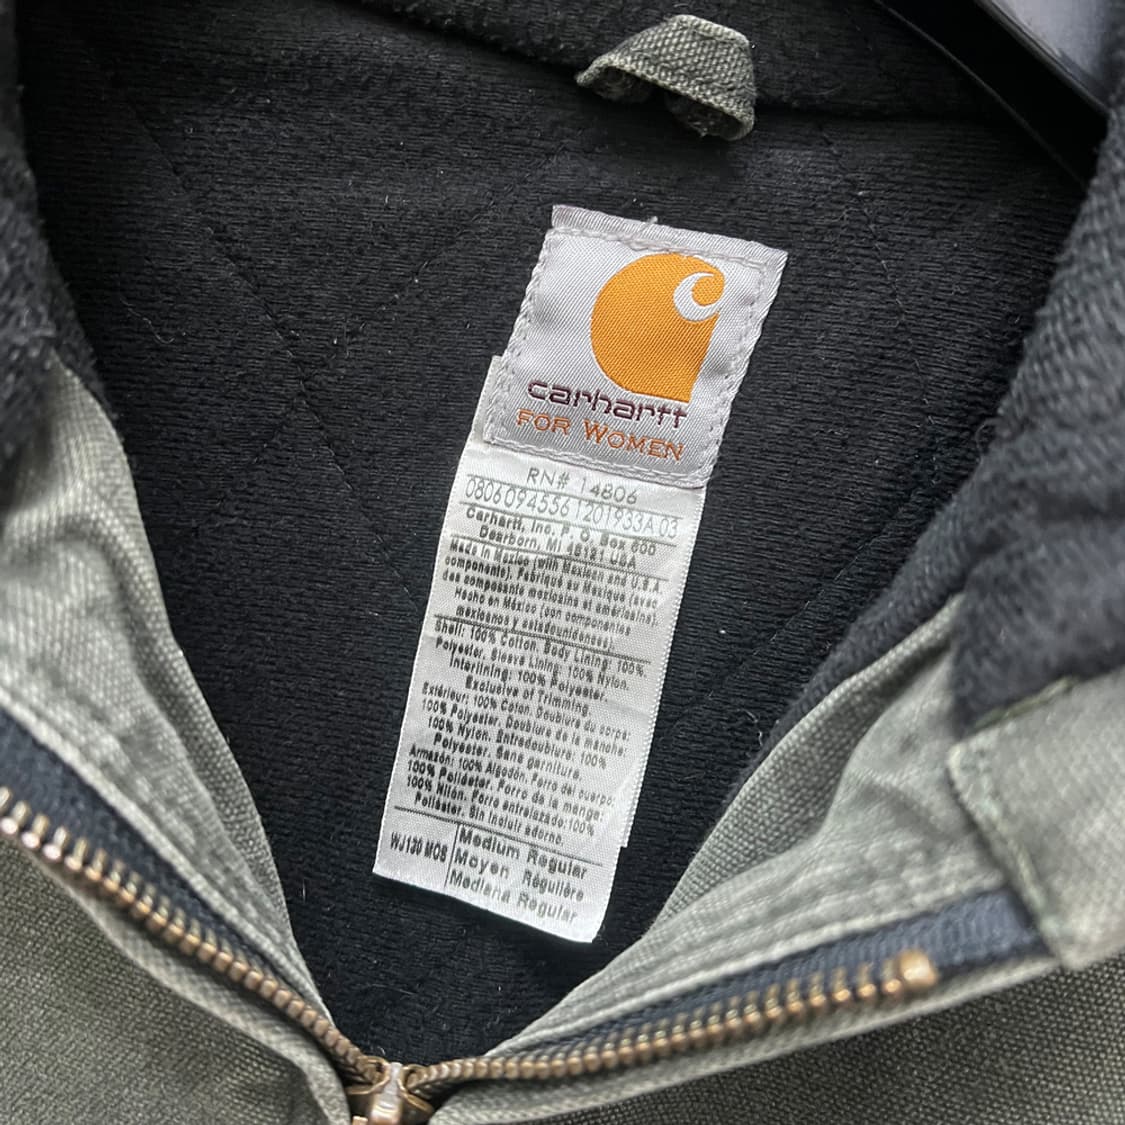 carhartt
FOR WOMEN
RN# 14806
0806094556 1201933A 03
Carhartt, Inc. P. O. Box 600
Dearborn, MI 48121 USA
Made in Mexico (with Mexican and U.S.A
components). Fabriqué au Mexique (avec
des composants mexicains et américains).
Hecho en México (con componentes
mexicanos y estadounidenses).
Shell: 100% Cotton. Body Lining: 100%
Polyester. Sleeve Lining: 100% Nylon.
Interlining: 100% Polyester.
Exclusive of Trimming.
Extérieur: 100% Coton. Doublure du corps:
100% Polyester. Doublure de la manche:
100% Nylon. Entredoublure: 100%
Polyester. Sans garniture.
Armazón: 100% Algodón. Forro del cuerpo:
100% Poliéster. Forro de la manga:
100% Nilon. Forro entrelazado: 100%
Poliéster. Sin incluir adorno.
WJ130 MOS
Medium Regular
Moyen Régulière
Mediana Regular